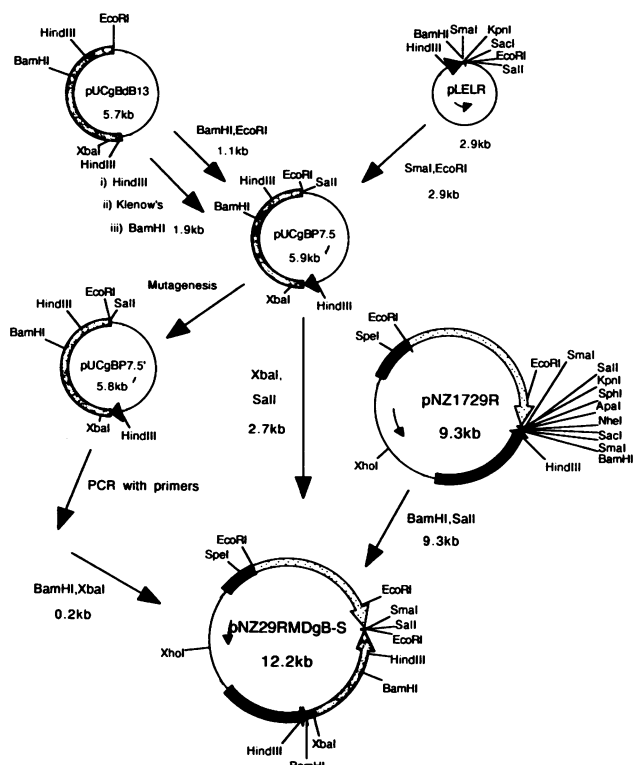 EcoRI
HindIII
BamHI
pUCgBdB13
5.7kb
XbaI
HindIII
BamHI
SmaI
KpnI
HindIII
SacI
EcoRI
SalI
pLELR
2.9kb
BamHI,EcoRI
1.1kb
i) HindIII
ii) Klenow's
iii) BamHI 1.9kb
SmaI,EcoRI
2.9kb
EcoRI
HindIII
SalI
BamHI
pUCgBP7.5
5.9kb
XbaI
HindIII
Mutagenesis
EcoRI
HindIII
SalI
BamHI
pUCgBP7.5'
5.8kb
XbaI
HindIII
XbaI,
SalI
2.7kb
EcoRI
SpeI
pNZ1729R
9.3kb
XhoI
EcoRI
SmaI
SalI
KpnI
SphI
ApaI
NheI
SacI
SmaI
BamHI
HindIII
PCR with primers
BamHI,SalI
9.3kb
BamHI,XbaI
0.2kb
EcoRI
SpeI
EcoRI
SmaI
SalI
EcoRI
HindIII
BamHI
pNZ29RMDgB-S
12.2kb
XhoI
XbaI
HindIII
BamHI